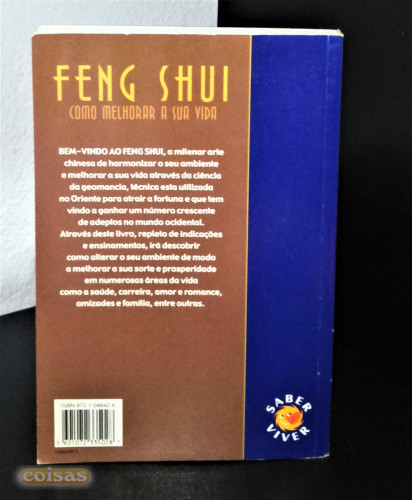 FENG SHUI
COMO MELHORAR A SUA VIDA
BEM-VINDO AO FENG SHUI, a milenar arte
chinesa de harmonizar o seu ambiente
e melhorar a sua vida através da ciência
da geomancia, técnica esta utilizada
no Oriente para atrair a fortuna e que tem
vindo a ganhar um número crescente
de adeptos no mundo ocidental.
Através deste livro, repleto de indicações
e ensinamentos, irá descobrir
como alterar o seu ambiente de modo
a melhorar a sua sorte e prosperidade
em numerosas áreas da vida
como a saúde, carreira, amor e romance,
amizades e família, entre outras.
SABER
VIVER
coisas